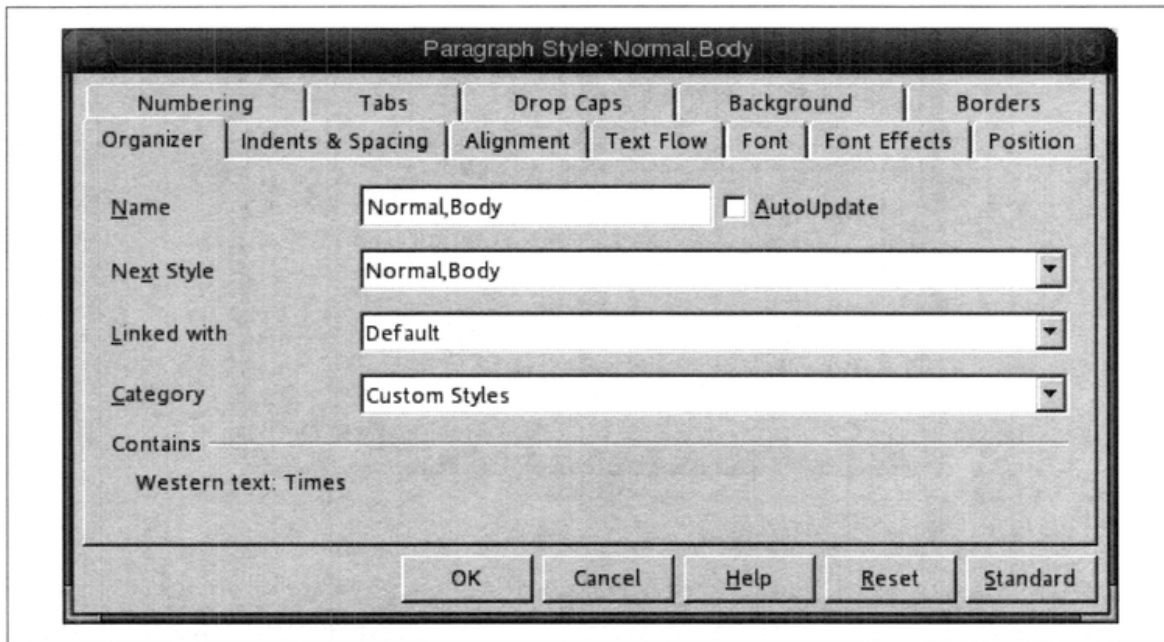 Paragraph Style: Normal,Body
Numbering Tabs Drop Caps Background Borders
Organizer Indents & Spacing Alignment Text Flow Font Font Effects Position
Name Normal,Body AutoUpdate
Next Style Normal,Body
Linked with Default
Category Custom Styles
Contains
Western text: Times
OK Cancel Help Reset Standard